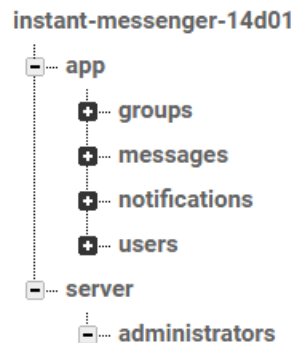 instant-messenger-14d01
app
groups
messages
notifications
users
server
administrators